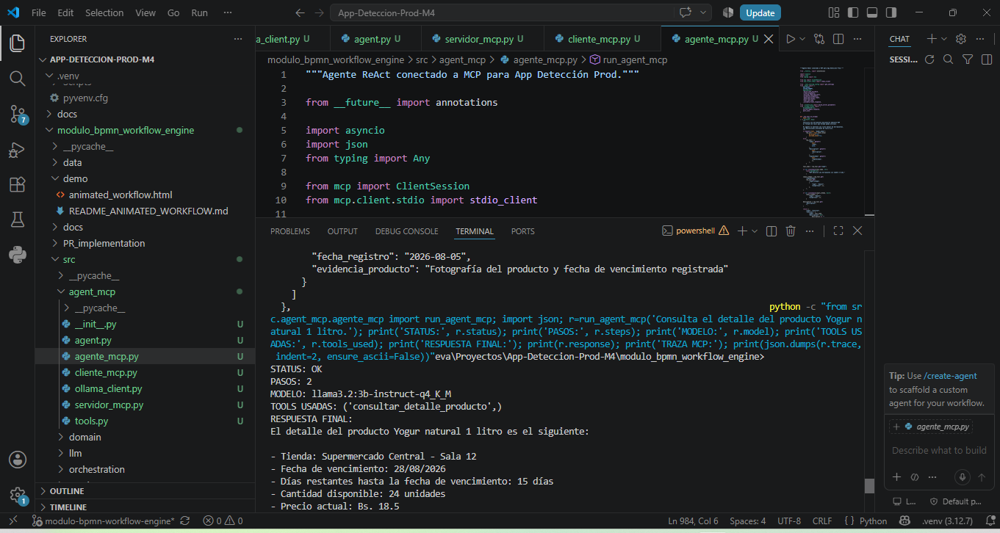 File Edit Selection View Go Run ···
App-Deteccion-Prod-M4
Update
EXPLORER
APP-DETECCION-PROD-M4
.venv
Scripts
pyvenv.cfg
docs
modulo_bpmn_workflow_engine
__pycache__
data
demo
animated_workflow.html
README_ANIMATED_WORKFLOW.md
docs
PR_implementation
src
__pycache__
agent_mcp
__pycache__
__init__.py U
agent.py U
agente_mcp.py U
cliente_mcp.py U
ollama_client.py U
servidor_mcp.py U
tools.py U
domain
llm
orchestration
OUTLINE
TIMELINE
7
1
a_client.py U
agent.py U
servidor_mcp.py U
cliente_mcp.py U
agente_mcp.py U
modulo_bpmn_workflow_engine > src > agent_mcp > agente_mcp.py > run_agent_mcp
1 """Agente ReAct conectado a MCP para App Detección Prod."""
2
3 from __future__ import annotations
4
5 import asyncio
6 import json
7 from typing import Any
8
9 from mcp import ClientSession
10 from mcp.client.stdio import stdio_client
11
PROBLEMS OUTPUT DEBUG CONSOLE TERMINAL PORTS
powershell
"fecha_registro": "2026-08-05",
"evidencia_producto": "Fotografía del producto y fecha de vencimiento registrada"
}
]
},
python -c "from sr
c.agent_mcp.agente_mcp import run_agent_mcp; import json; r=run_agent_mcp('Consulta el detalle del producto Yogur n
atural 1 litro.'); print('STATUS:', r.status); print('PASOS:', r.steps); print('MODELO:', r.model); print('TOOLS US
ADAS:', r.tools_used); print('RESPUESTA FINAL:'); print(r.response); print('TRAZA MCP:'); print(json.dumps(r.trace,
indent=2, ensure_ascii=False))"eva\Proyectos\App-Deteccion-Prod-M4\modulo_bpmn_workflow_engine>
STATUS: OK
PASOS: 2
MODELO: llama3.2:3b-instruct-q4_K_M
TOOLS USADAS: ('consultar_detalle_producto',)
RESPUESTA FINAL:
El detalle del producto Yogur natural 1 litro es el siguiente:
- Tienda: Supermercado Central - Sala 12
- Fecha de vencimiento: 28/08/2026
- Días restantes hasta la fecha de vencimiento: 15 días
- Cantidad disponible: 24 unidades
- Precio actual: Bs. 18.5
CHAT
SESSI...
Tip: Use /create-agent
to scaffold a custom
agent for your workflow.
agente_mcp.py
Describe what to build
L...
Default p...
modulo-bpmn-workflow-engine* 0 0
Ln 984, Col 6 Spaces: 4 UTF-8 CRLF { } Python .venv (3.12.7)